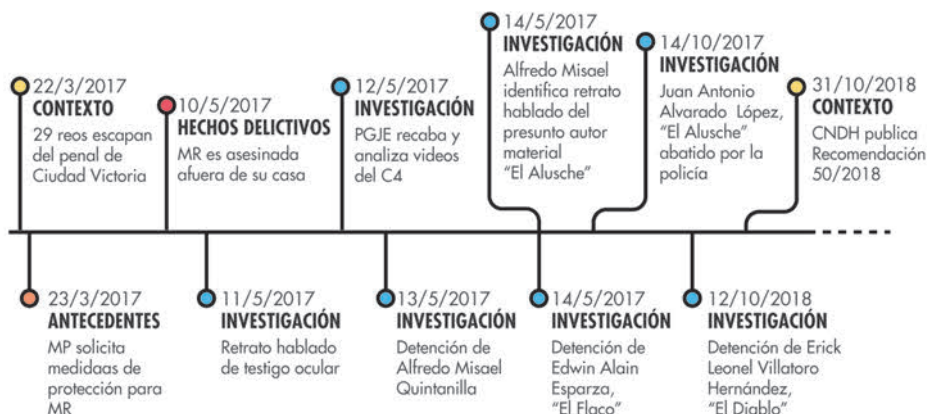 22/3/2017
CONTEXTO
29 reos escapan
del penal de
Ciudad Victoria
23/3/2017
ANTECEDENTES
MP solicita
medidaas de
protección para
MR
10/5/2017
HECHOS DELICTIVOS
MR es asesinada
afuera de su casa
11/5/2017
INVESTIGACIÓN
Retrato hablado
de testigo ocular
12/5/2017
INVESTIGACIÓN
PGJE recaba y
analiza videos
del C4
13/5/2017
INVESTIGACIÓN
Detención de
Alfredo Misael
Quintanilla
14/5/2017
INVESTIGACIÓN
Alfredo Misael
identifica retrato
hablado del
presunto autor
material
“El Alusche”
14/5/2017
INVESTIGACIÓN
Detención de
Edwin Alain
Esparza,
“El Flaco”
14/10/2017
INVESTIGACIÓN
Juan Antonio
Alvarado López,
“El Alusche”
abatido por la
policía
12/10/2018
INVESTIGACIÓN
Detención de Erick
Leonel Villatoro
Hernández,
“El Diablo”
31/10/2018
CONTEXTO
CNDH publica
Recomendación
50/2018